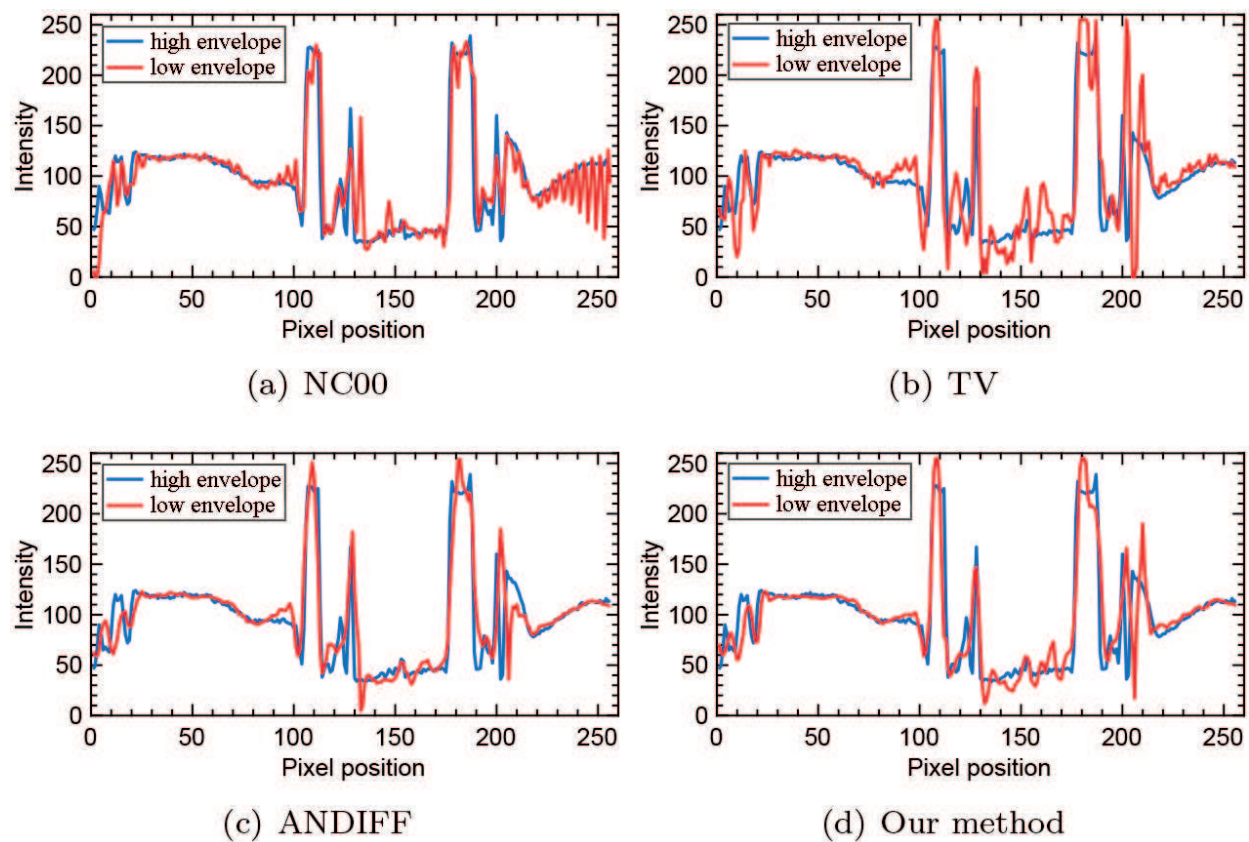 high envelope
low envelope
Intensity
250
200
150
100
50
0
0 50 100 150 200 250
Pixel position
(a) NC00
high envelope
low envelope
Intensity
250
200
150
100
50
0
0 50 100 150 200 250
Pixel position
(b) TV
high envelope
low envelope
Intensity
250
200
150
100
50
0
0 50 100 150 200 250
Pixel position
(c) ANDIFF
high envelope
low envelope
Intensity
250
200
150
100
50
0
0 50 100 150 200 250
Pixel position
(d) Our method